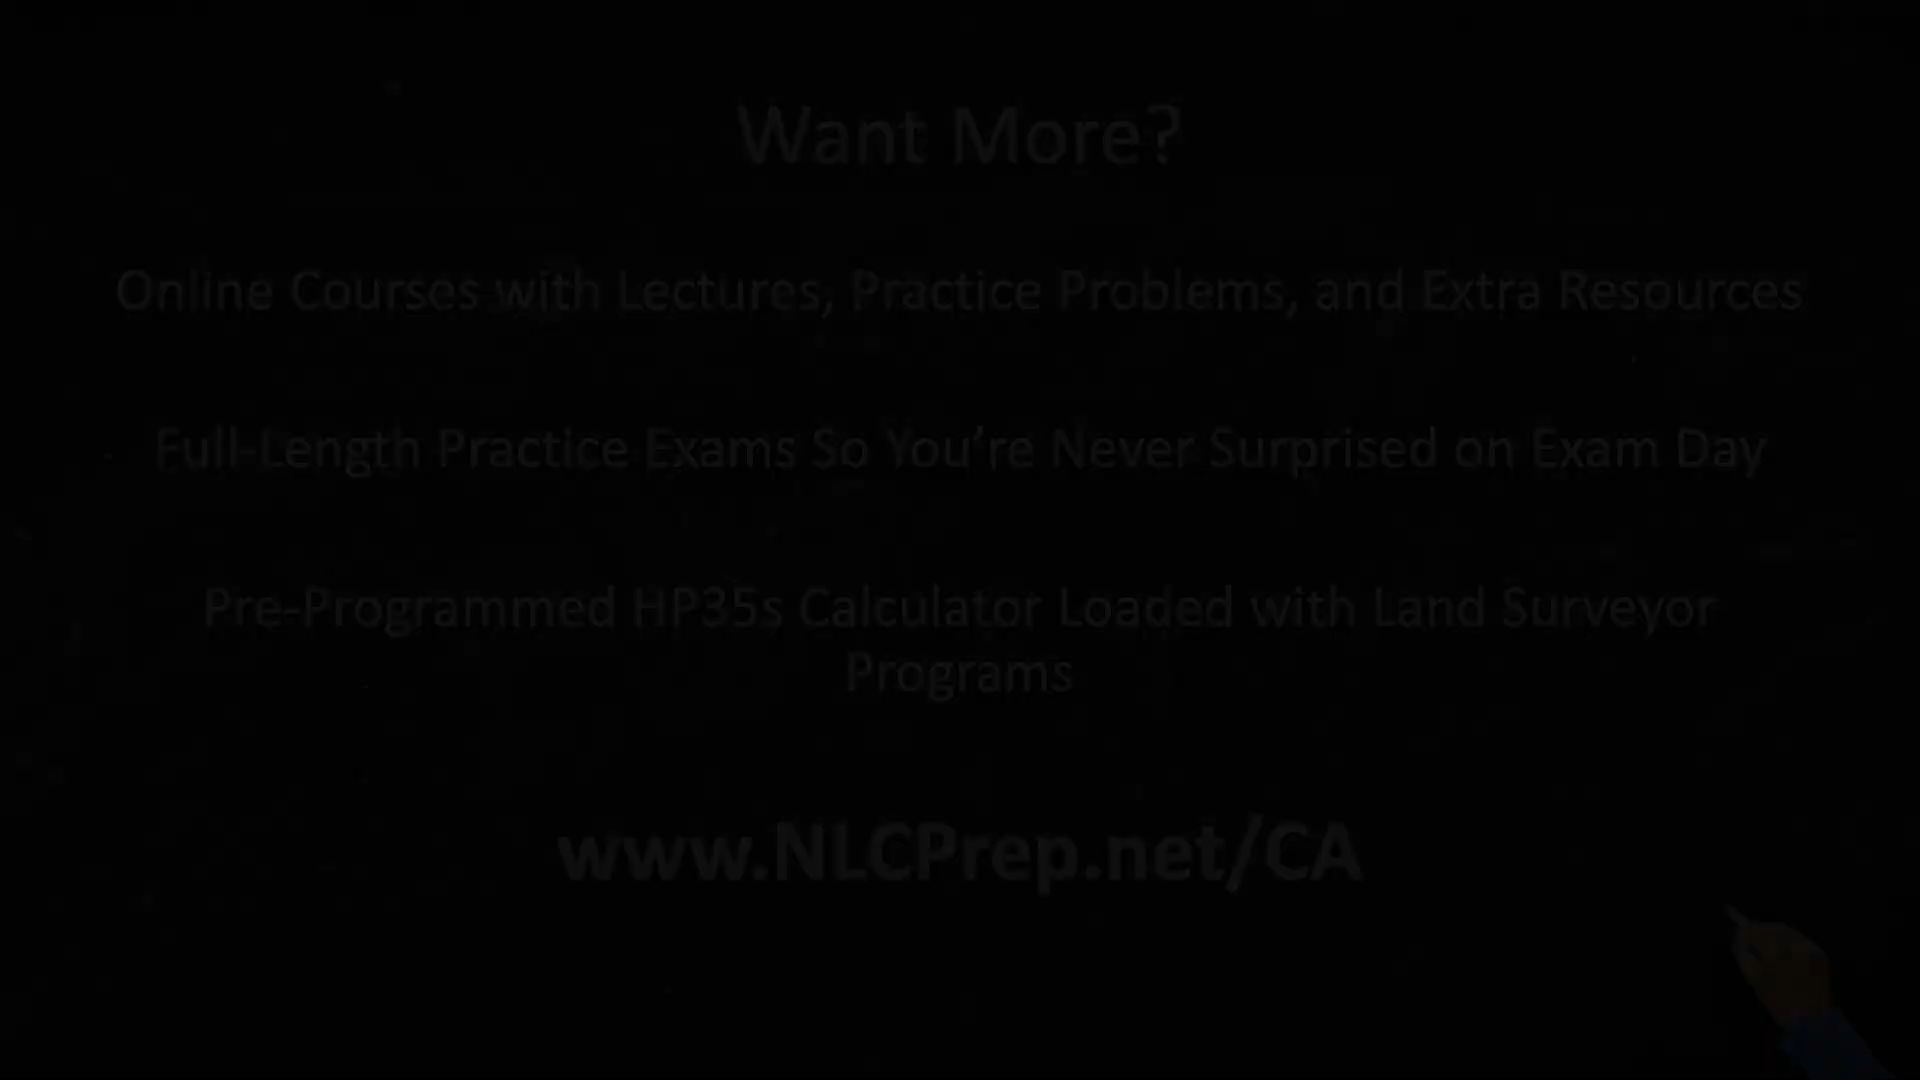 Want More?
Online Courses with Lectures, Practice Problems, and Extra Resources
Full-Length Practice Exams So You’re Never Surprised on Exam Day
Pre-Programmed HP35s Calculator Loaded with Land Surveyor
Programs
www.NLCPrep.net/CA